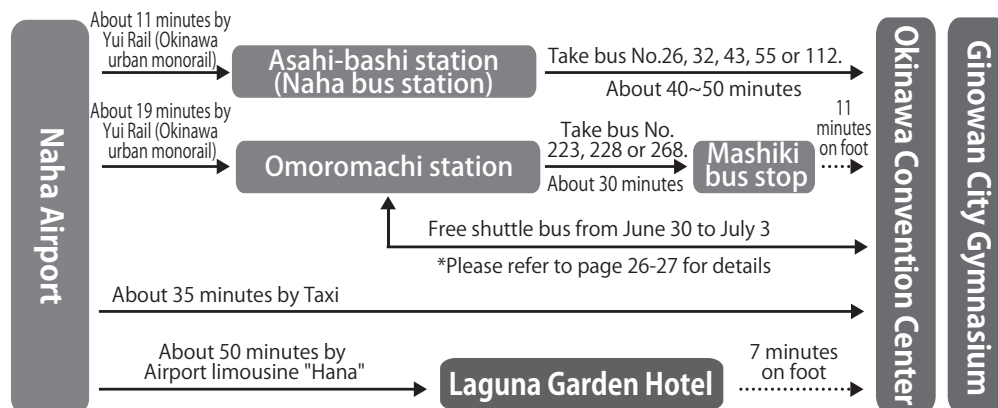 Naha Airport
About 11 minutes by
Yui Rail (Okinawa
urban monorail)
Asahi-bashi station
(Naha bus station)
Take bus No.26, 32, 43, 55 or 112.
About 40~50 minutes
About 19 minutes by
Yui Rail (Okinawa
urban monorail)
Omoromachi station
Take bus No.
223, 228 or 268.
About 30 minutes
Mashiki
bus stop
11
minutes
on foot
Free shuttle bus from June 30 to July 3
*Please refer to page 26-27 for details
About 35 minutes by Taxi
About 50 minutes by
Airport limousine "Hana"
Laguna Garden Hotel
7 minutes
on foot
Okinawa Convention Center
Ginowan City Gymnasium